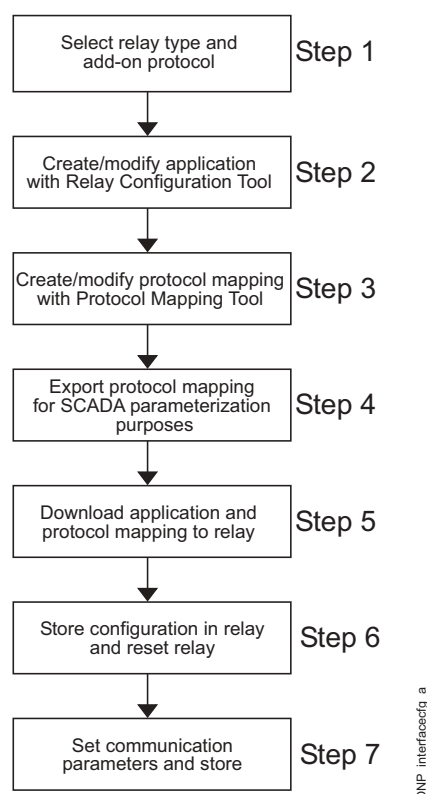 Select relay type and
add-on protocol
Step 1
Create/modify application
with Relay Configuration Tool
Step 2
Create/modify protocol mapping
with Protocol Mapping Tool
Step 3
Export protocol mapping
for SCADA parameterization
purposes
Step 4
Download application and
protocol mapping to relay
Step 5
Store configuration in relay
and reset relay
Step 6
Set communication
parameters and store
Step 7
DNP_interfacecfg_a